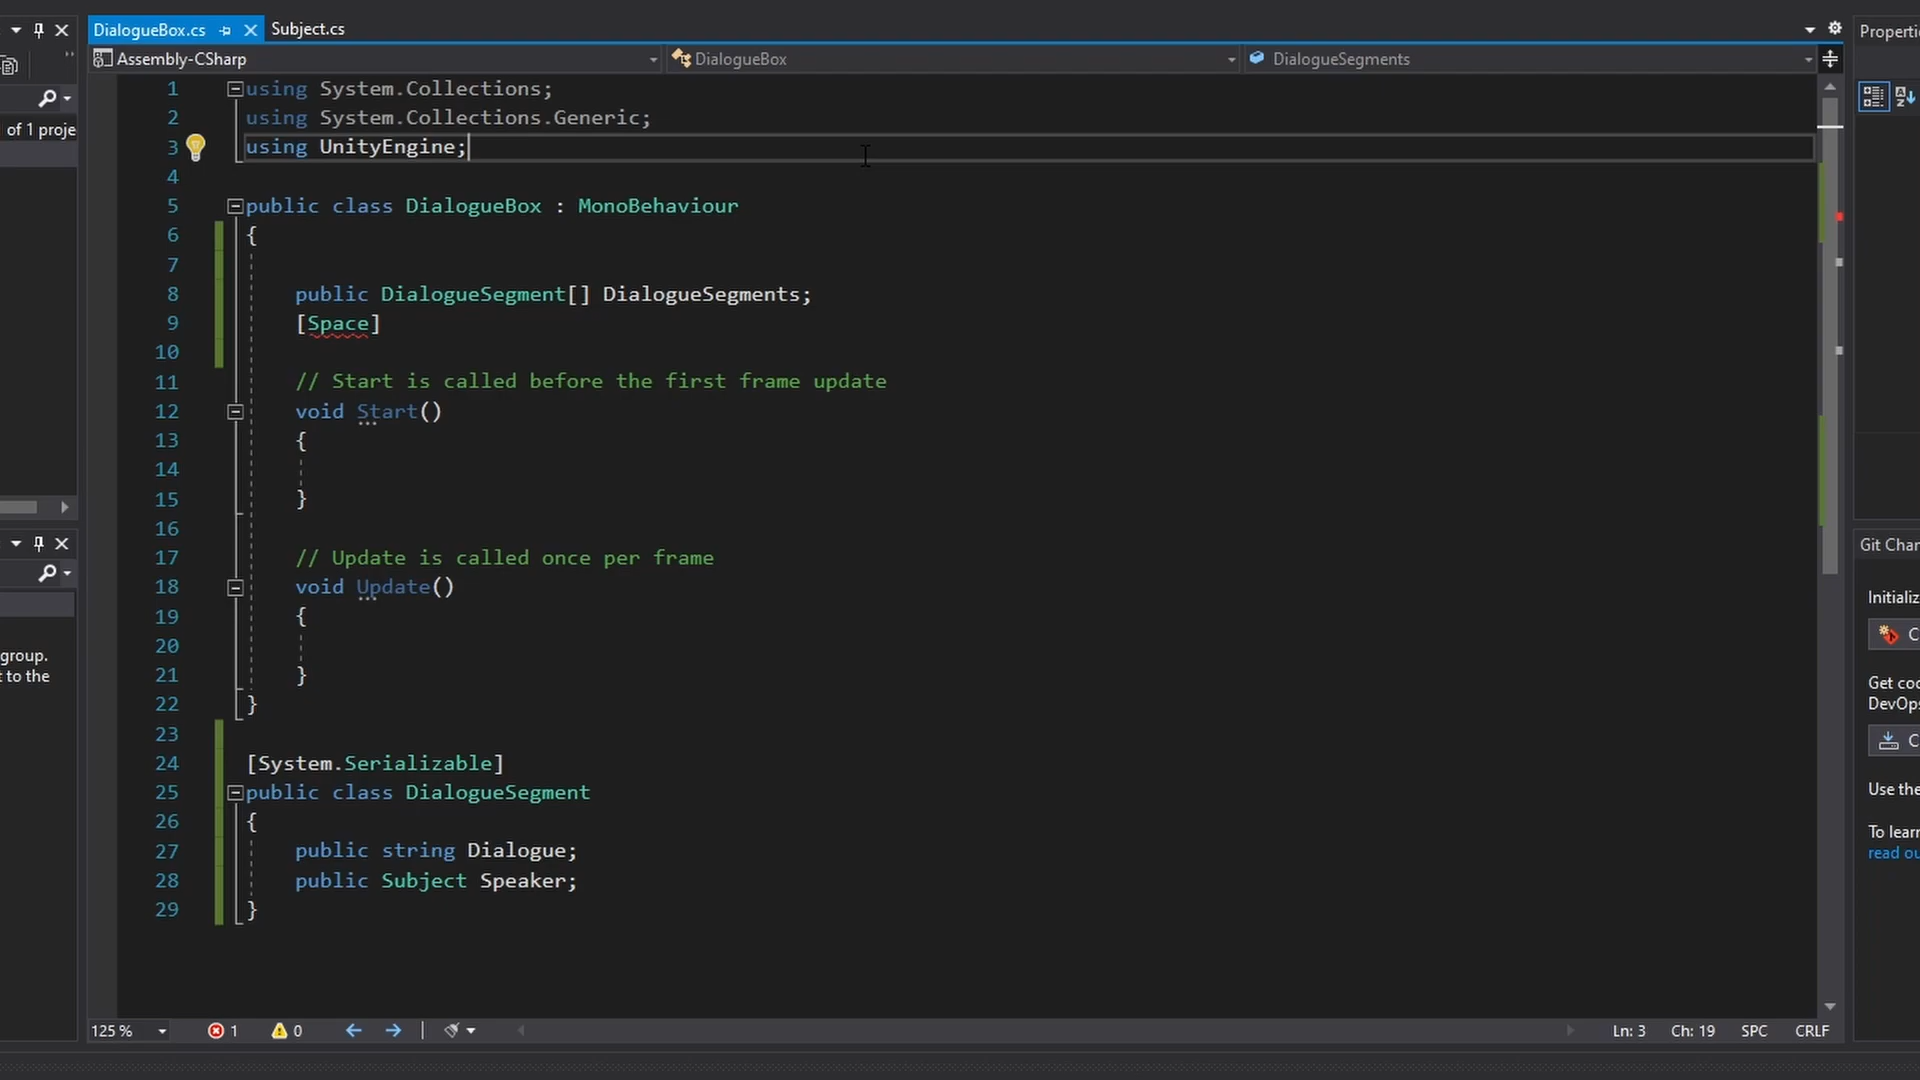 DialogueBox.cs
Subject.cs
Assembly-CSharp
DialogueBox
DialogueSegments
Properti
of 1 proje
1 using System.Collections;
2 using System.Collections.Generic;
3 using UnityEngine;
4
5 public class DialogueBox : MonoBehaviour
6 {
7
8 public DialogueSegment[] DialogueSegments;
9 [Space]
10
11 // Start is called before the first frame update
12 void Start()
13 {
14
15 }
16
17 // Update is called once per frame
18 void Update()
19 {
20
21 }
22 }
23
24 [System.Serializable]
25 public class DialogueSegment
26 {
27 public string Dialogue;
28 public Subject Speaker;
29 }
group.
t to the
Git Char
Initializ
C
Get coc
DevOps
C
Use the
To learr
read ou
125 %
1
0
Ln: 3
Ch: 19
SPC
CRLF